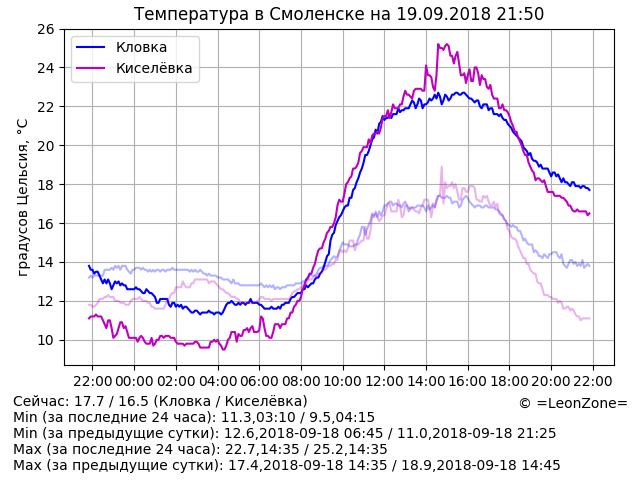 Температура в Смоленске на 19.09.2018 21:50
Кловка
Киселёвка
градусов Цельсия, °C
26
24
22
20
18
16
14
12
10
22:00 00:00 02:00 04:00 06:00 08:00 10:00 12:00 14:00 16:00 18:00 20:00 22:00
Сейчас: 17.7 / 16.5 (Кловка / Киселёвка)
© =LeonZone=
Min (за последние 24 часа): 11.3,03:10 / 9.5,04:15
Min (за предыдущие сутки): 12.6,2018-09-18 06:45 / 11.0,2018-09-18 21:25
Max (за последние 24 часа): 22.7,14:35 / 25.2,14:35
Max (за предыдущие сутки): 17.4,2018-09-18 14:35 / 18.9,2018-09-18 14:45